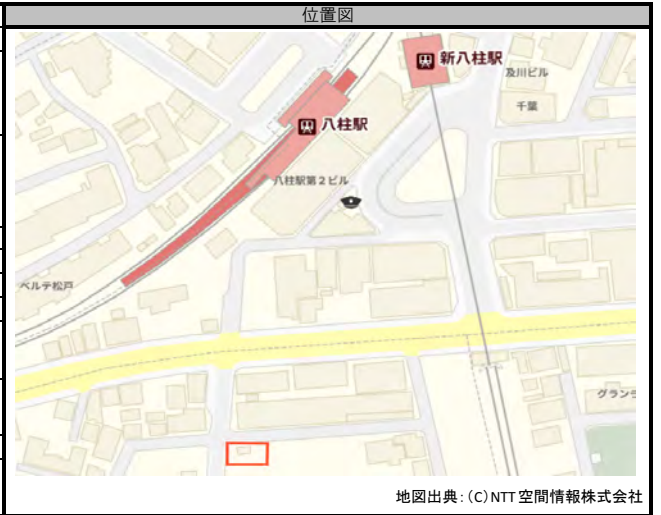 位置図
新八柱駅
及川ビル
千葉
八柱駅
八柱駅第2ビル
ベルテ松戸
グラン
地図出典:(C)NTT空間情報株式会社